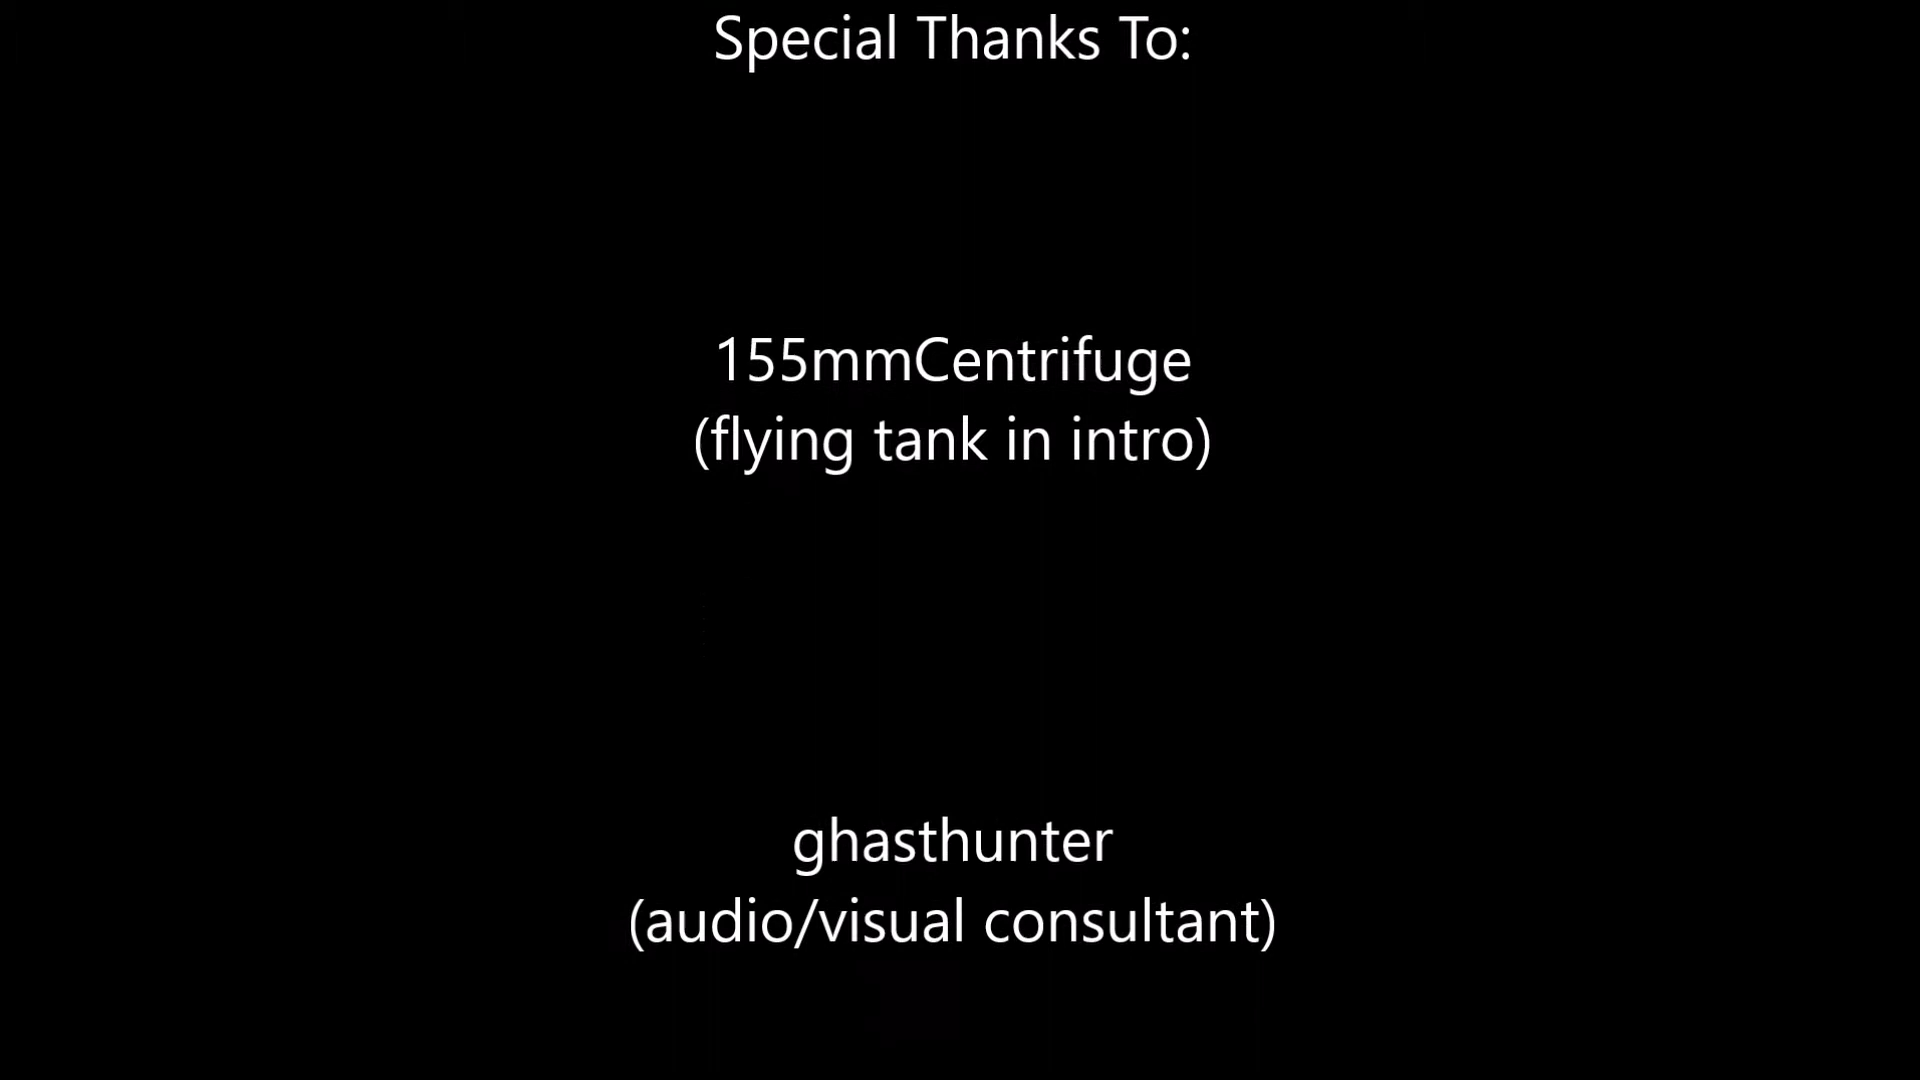 Special Thanks To:
155mmCentrifuge
(flying tank in intro)
ghasthunter
(audio/visual consultant)